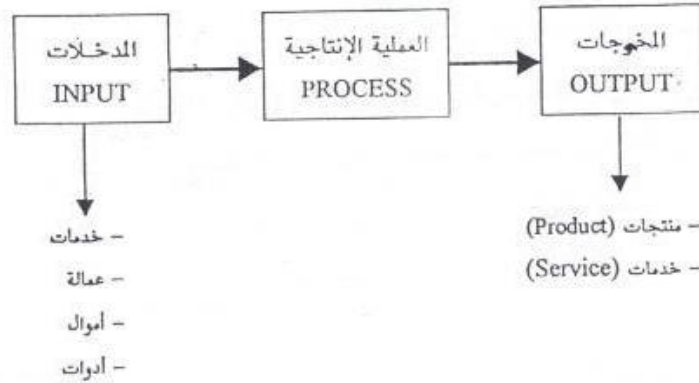 المدخلات
INPUT
العملية الإنتاجية
PROCESS
المخرجات
OUTPUT
– خدمات
– عمالة
– أموال
– أدوات
– منتجات (Product)
– خدمات (Service)